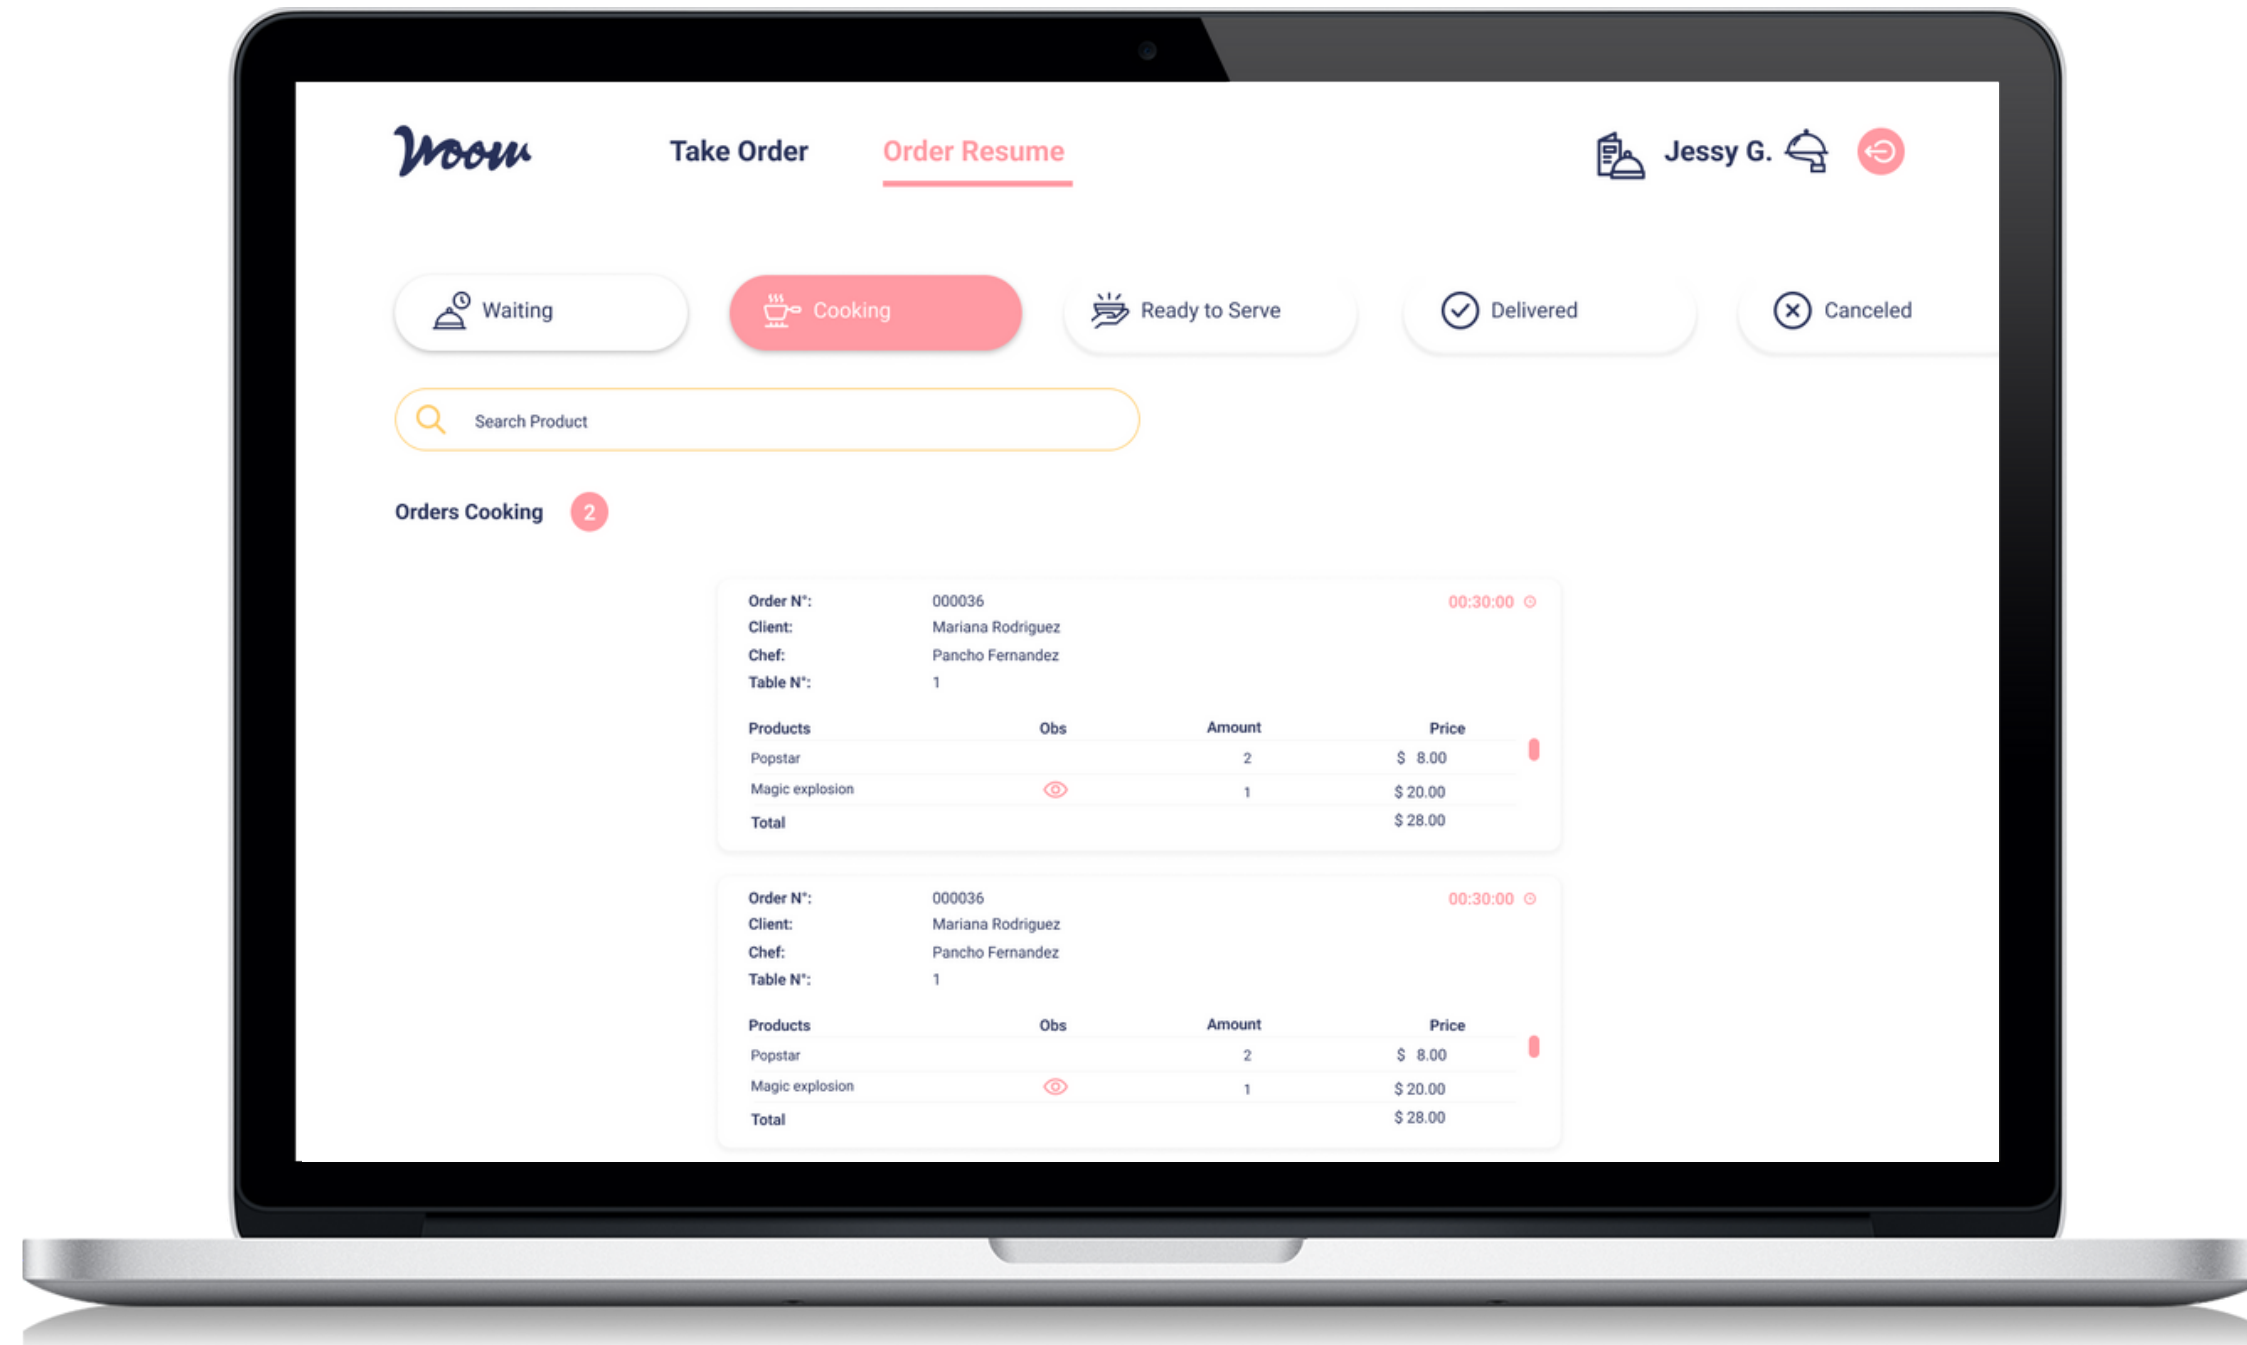 Woow
Take Order
Order Resume
Jessy G.
Waiting
Cooking
Ready to Serve
Delivered
Canceled
Search Product
Orders Cooking 2
Order N°: 000036 00:30:00
Client: Mariana Rodriguez
Chef: Pancho Fernandez
Table N°: 1
Products Obs Amount Price
Popstar 2 $ 8.00
Magic explosion 1 $ 20.00
Total $ 28.00
Order N°: 000036 00:30:00
Client: Mariana Rodriguez
Chef: Pancho Fernandez
Table N°: 1
Products Obs Amount Price
Popstar 2 $ 8.00
Magic explosion 1 $ 20.00
Total $ 28.00